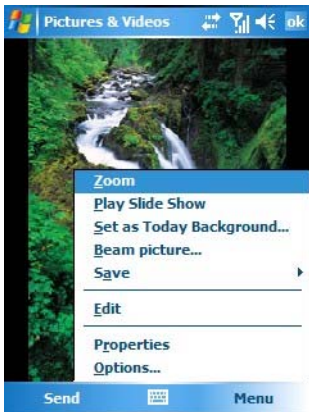 Pictures & Videos ok
Zoom
Play Slide Show
Set as Today Background...
Beam picture...
Save
Edit
Properties
Options...
Send Menu